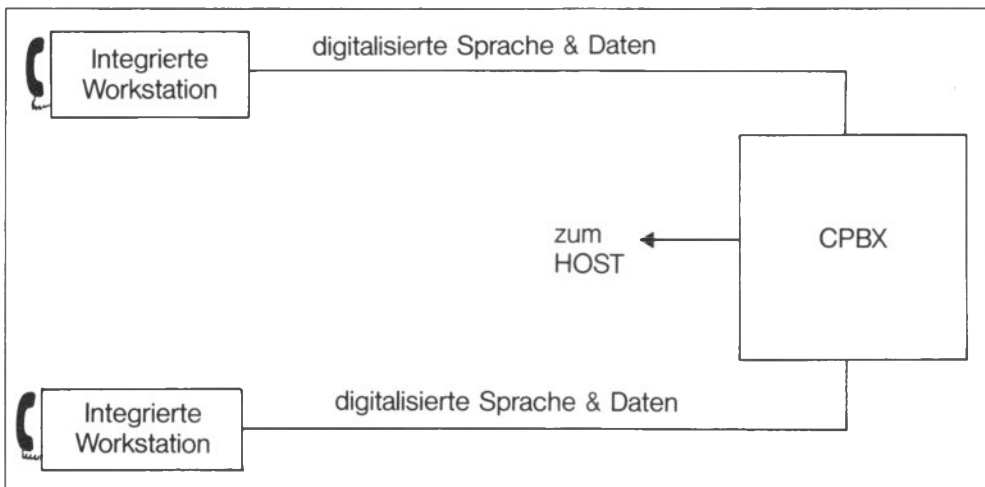 Integrierte
Workstation
digitalisierte Sprache & Daten
zum
HOST
CPBX
Integrierte
Workstation
digitalisierte Sprache & Daten